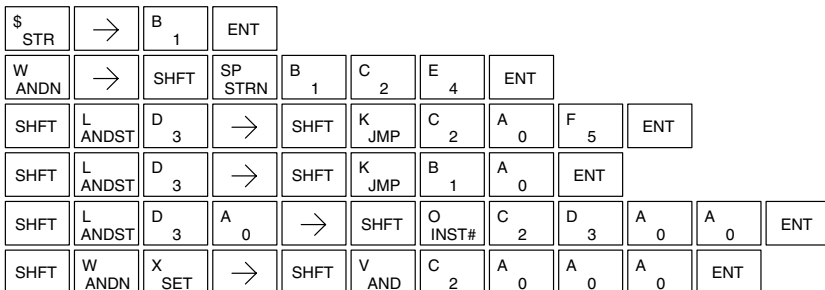 $ STR → B 1 ENT
W ANDN → SHFT SP STRN B 1 C 2 E 4 ENT
SHFT L ANDST D 3 → SHFT K JMP C 2 A 0 F 5 ENT
SHFT L ANDST D 3 → SHFT K JMP B 1 A 0 ENT
SHFT L ANDST D 3 A 0 → SHFT O INST# C 2 D 3 A 0 A 0 ENT
SHFT W ANDN X SET → SHFT V AND C 2 A 0 A 0 A 0 ENT